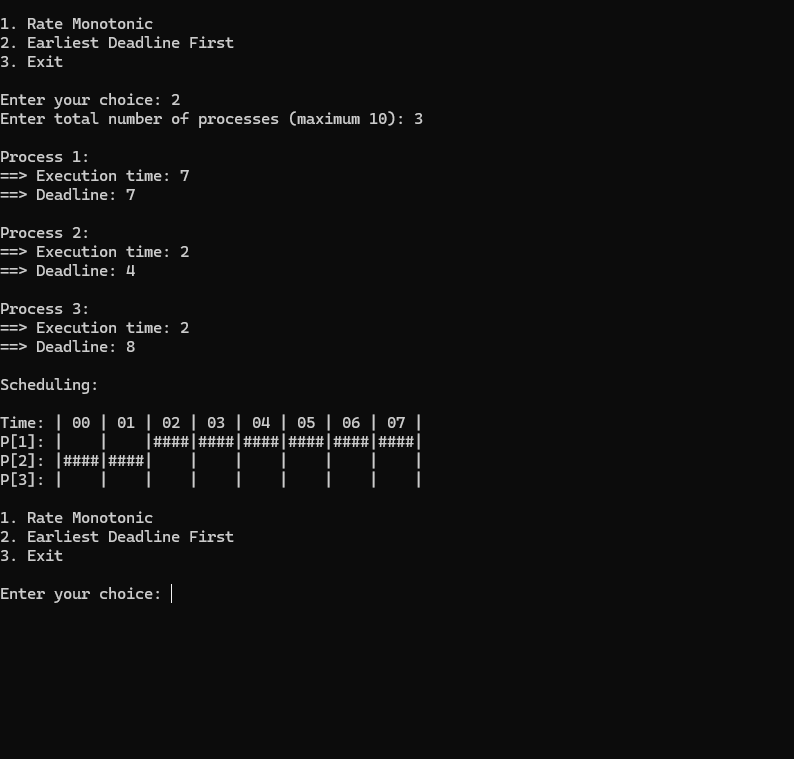 1. Rate Monotonic
2. Earliest Deadline First
3. Exit

Enter your choice: 2
Enter total number of processes (maximum 10): 3

Process 1:
==> Execution time: 7
==> Deadline: 7

Process 2:
==> Execution time: 2
==> Deadline: 4

Process 3:
==> Execution time: 2
==> Deadline: 8

Scheduling:

Time: | 00 | 01 | 02 | 03 | 04 | 05 | 06 | 07 |
P[1]: |    |    |####|####|####|####|####|####|
P[2]: |####|####|    |    |    |    |    |    |
P[3]: |    |    |    |    |    |    |    |    |

1. Rate Monotonic
2. Earliest Deadline First
3. Exit

Enter your choice: